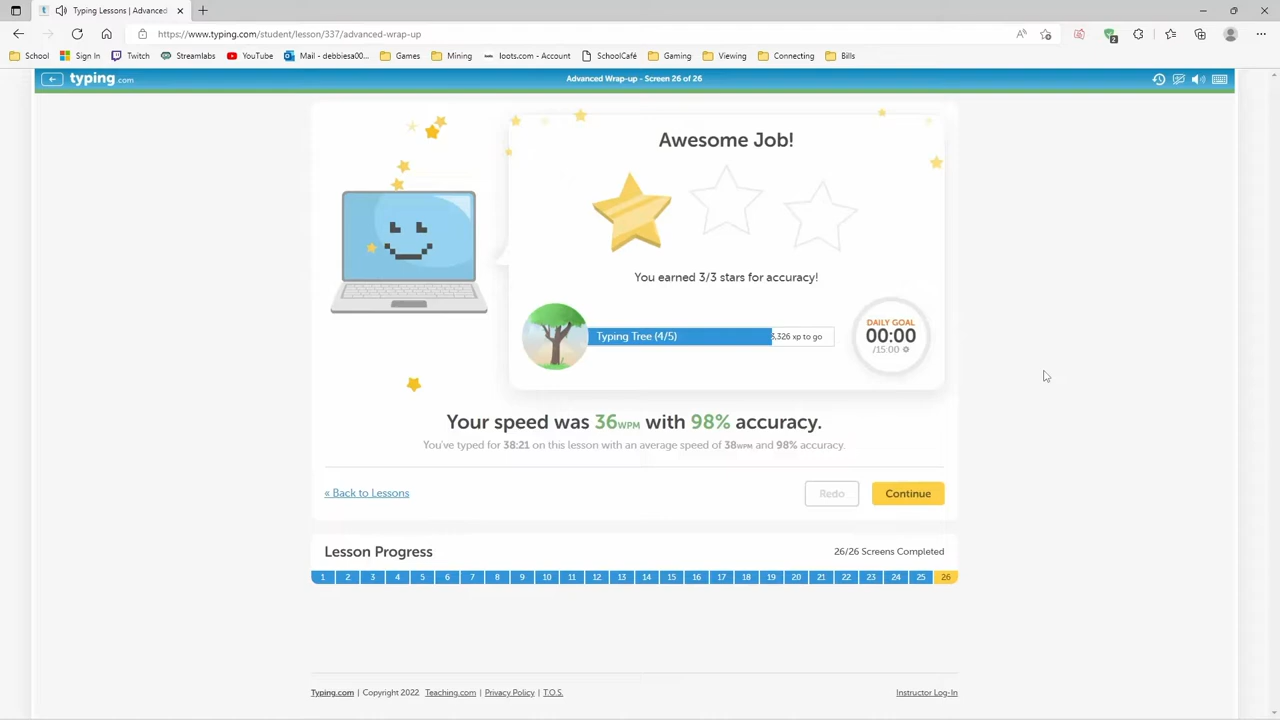 Typing Lessons | Advanced
https://www.typing.com/student/lesson/337/advanced-wrap-up
School Sign In Twitch Streamlabs YouTube Mail - debbiesa00... Games Mining loots.com - Account SchoolCafé Gaming Viewing Connecting Bills
typing.com Advanced Wrap-up - Screen 26 of 26
Awesome Job!
You earned 3/3 stars for accuracy!
Typing Tree (4/5) 3,326 xp to go
DAILY GOAL
00:00
/15:00
Your speed was 36WPM with 98% accuracy.
You've typed for 38:21 on this lesson with an average speed of 38WPM and 98% accuracy.
« Back to Lessons Redo Continue
Lesson Progress 26/26 Screens Completed
1 2 3 4 5 6 7 8 9 10 11 12 13 14 15 16 17 18 19 20 21 22 23 24 25 26
Typing.com | Copyright 2022 Teaching.com | Privacy Policy | T.O.S. Instructor Log-In